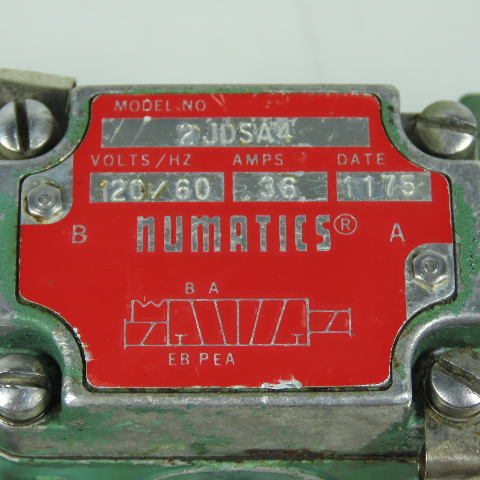 MODEL NO
2JDSA4
VOLTS/HZ AMPS DATE
120/60 .36 1175
NUMATICS®
B A
B A
EB PEA